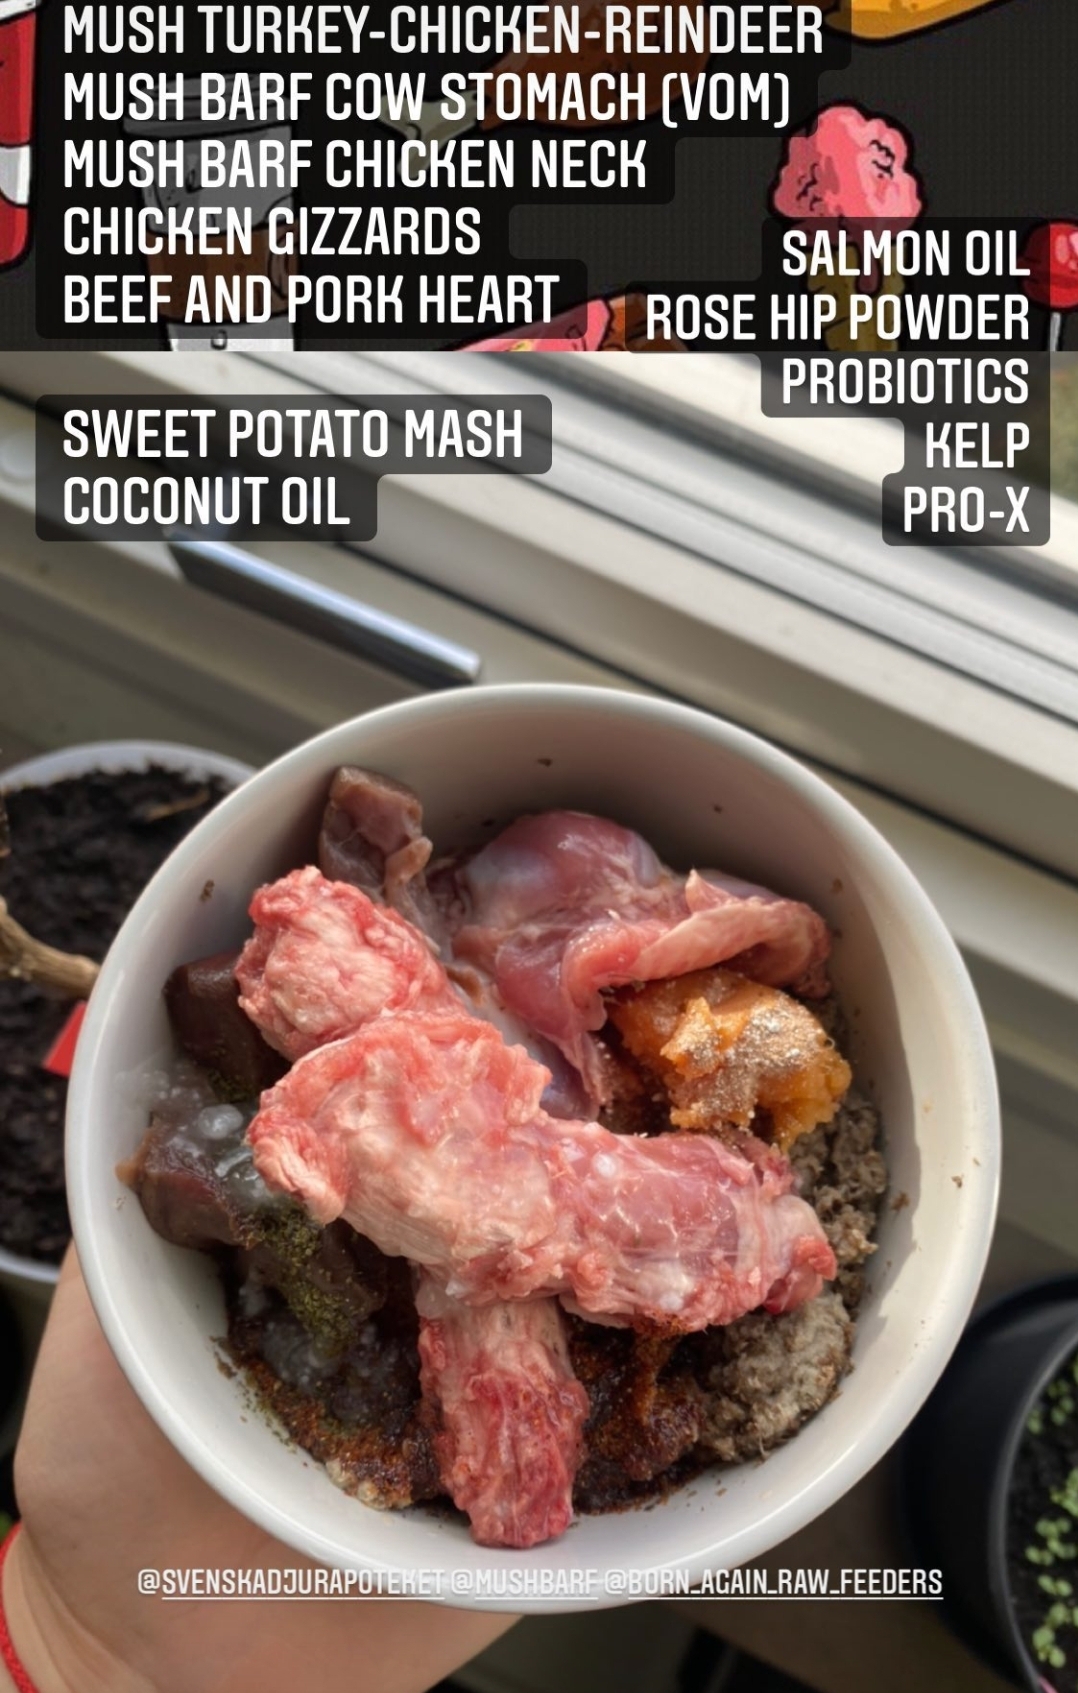 MUSH TURKEY-CHICKEN-REINDEER
MUSH BARF COW STOMACH (VOM)
MUSH BARF CHICKEN NECK
CHICKEN GIZZARDS
BEEF AND PORK HEART
SALMON OIL
ROSE HIP POWDER
PROBIOTICS
KELP
PRO-X
SWEET POTATO MASH
COCONUT OIL
@SVENSKADJURAPOTEKET @MUSHBARF @BORN_AGAIN_RAW_FEEDERS